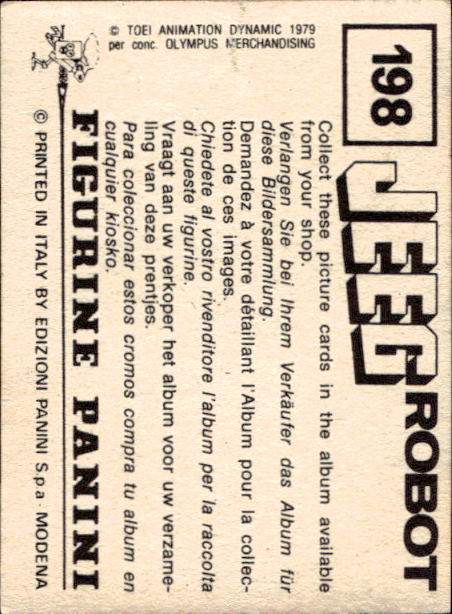 198
JEEG ROBOT
© TOEI ANIMATION DYNAMIC 1979
per conc. OLYMPUS MERCHANDISING
Collect these picture cards in the album available
from your shop.
Verlangen Sie bei Ihrem Verkäufer das Album für
diese Bildersammlung.
Demandez à votre détaillant l'Album pour la collec-
tion de ces images.
Chiedete al vostro rivenditore l'album per la raccolta
di queste figurine.
Vraagt aan uw verkoper het album voor uw verzame-
ling van deze prentjes.
Para coleccionar estos cromos compra tu album en
cualquier kiosko.
FIGURINE PANINI
© PRINTED IN ITALY BY EDIZIONI PANINI S.p.a - MODENA